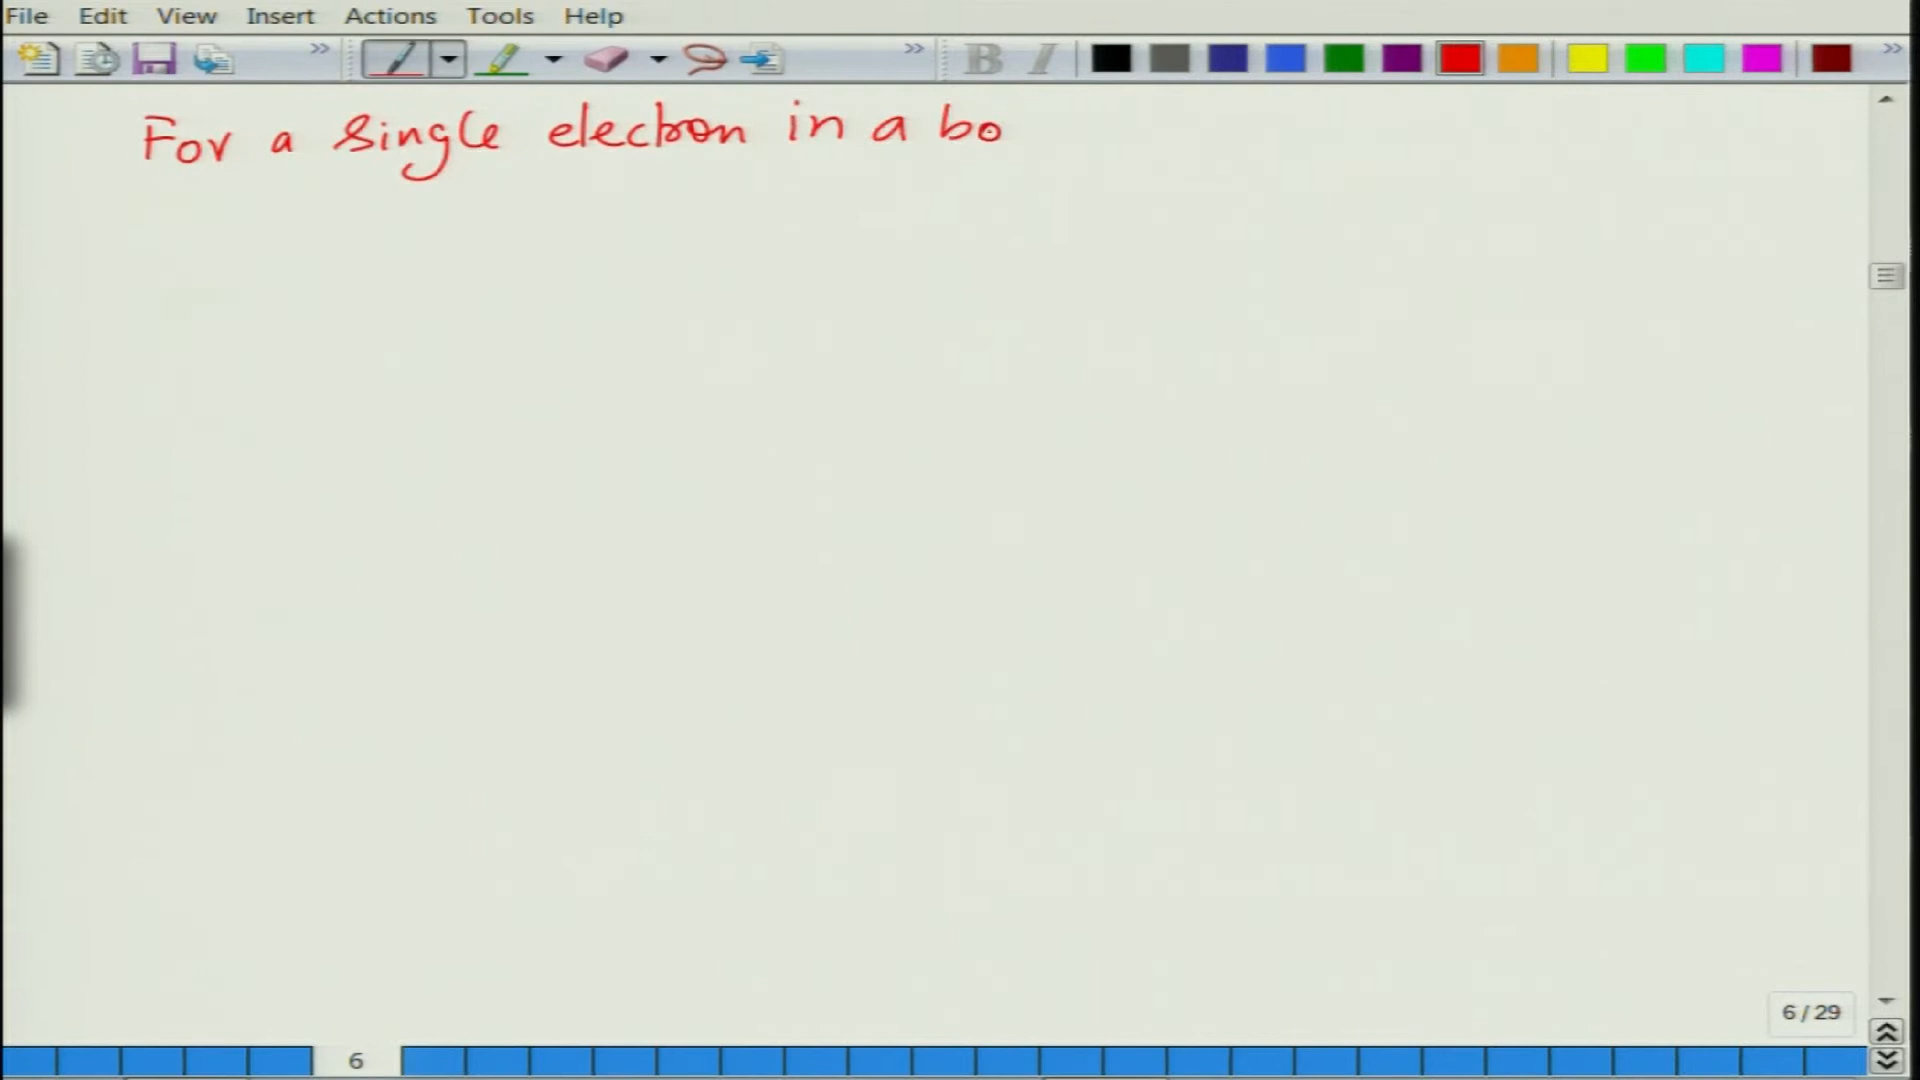 File Edit View Insert Actions Tools Help
B I
For a single electron in a bo
6 / 29
6